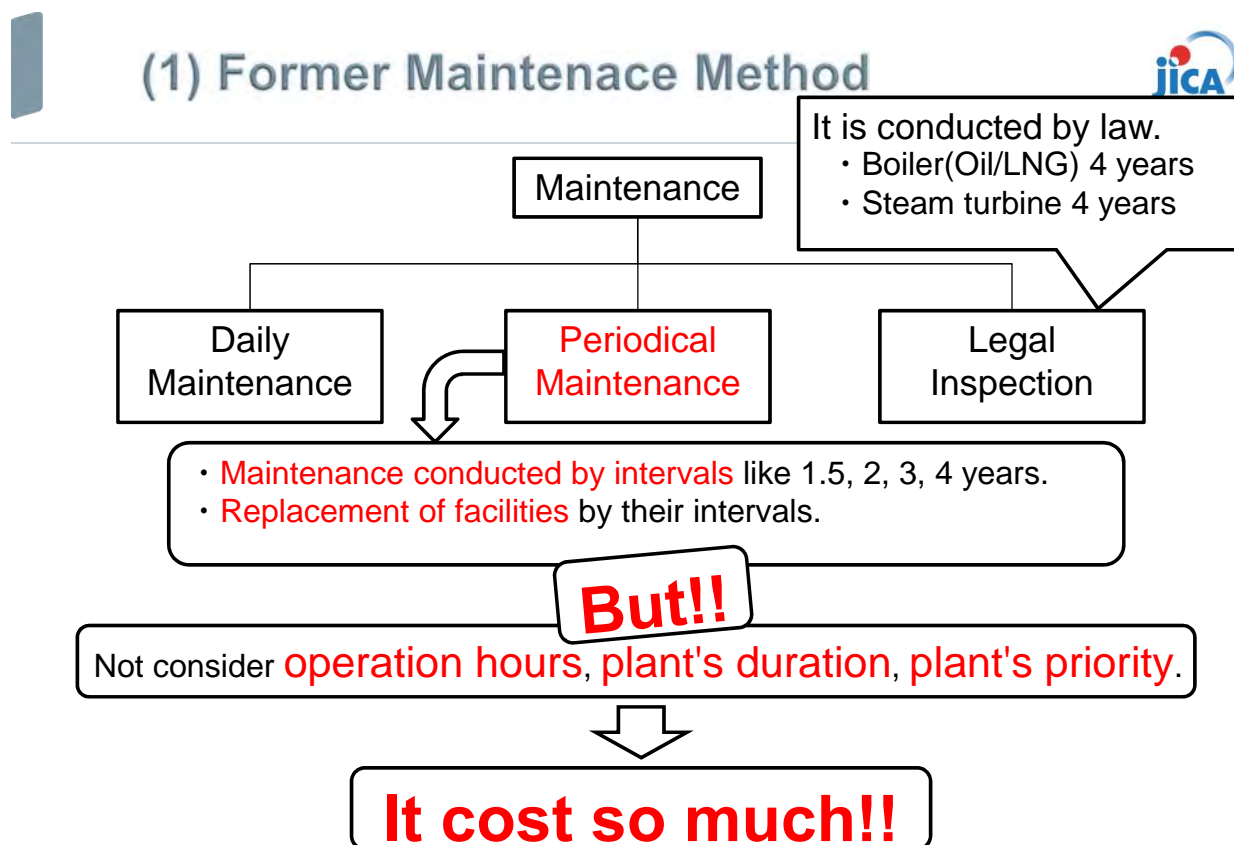 (1) Former Maintenace Method
jICA
It is conducted by law.
・Boiler(Oil/LNG) 4 years
・Steam turbine 4 years
Maintenance
Daily
Maintenance
Periodical
Maintenance
Legal
Inspection
・Maintenance conducted by intervals like 1.5, 2, 3, 4 years.
・Replacement of facilities by their intervals.
But!!
Not consider operation hours, plant's duration, plant's priority.
It cost so much!!